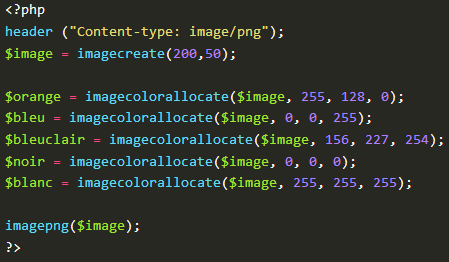 <?php
header ("Content-type: image/png");
$image = imagecreate(200,50);
$orange = imagecolorallocate($image, 255, 128, 0);
$bleu = imagecolorallocate($image, 0, 0, 255);
$bleuclair = imagecolorallocate($image, 156, 227, 254);
$noir = imagecolorallocate($image, 0, 0, 0);
$blanc = imagecolorallocate($image, 255, 255, 255);
imagepng($image);
?>